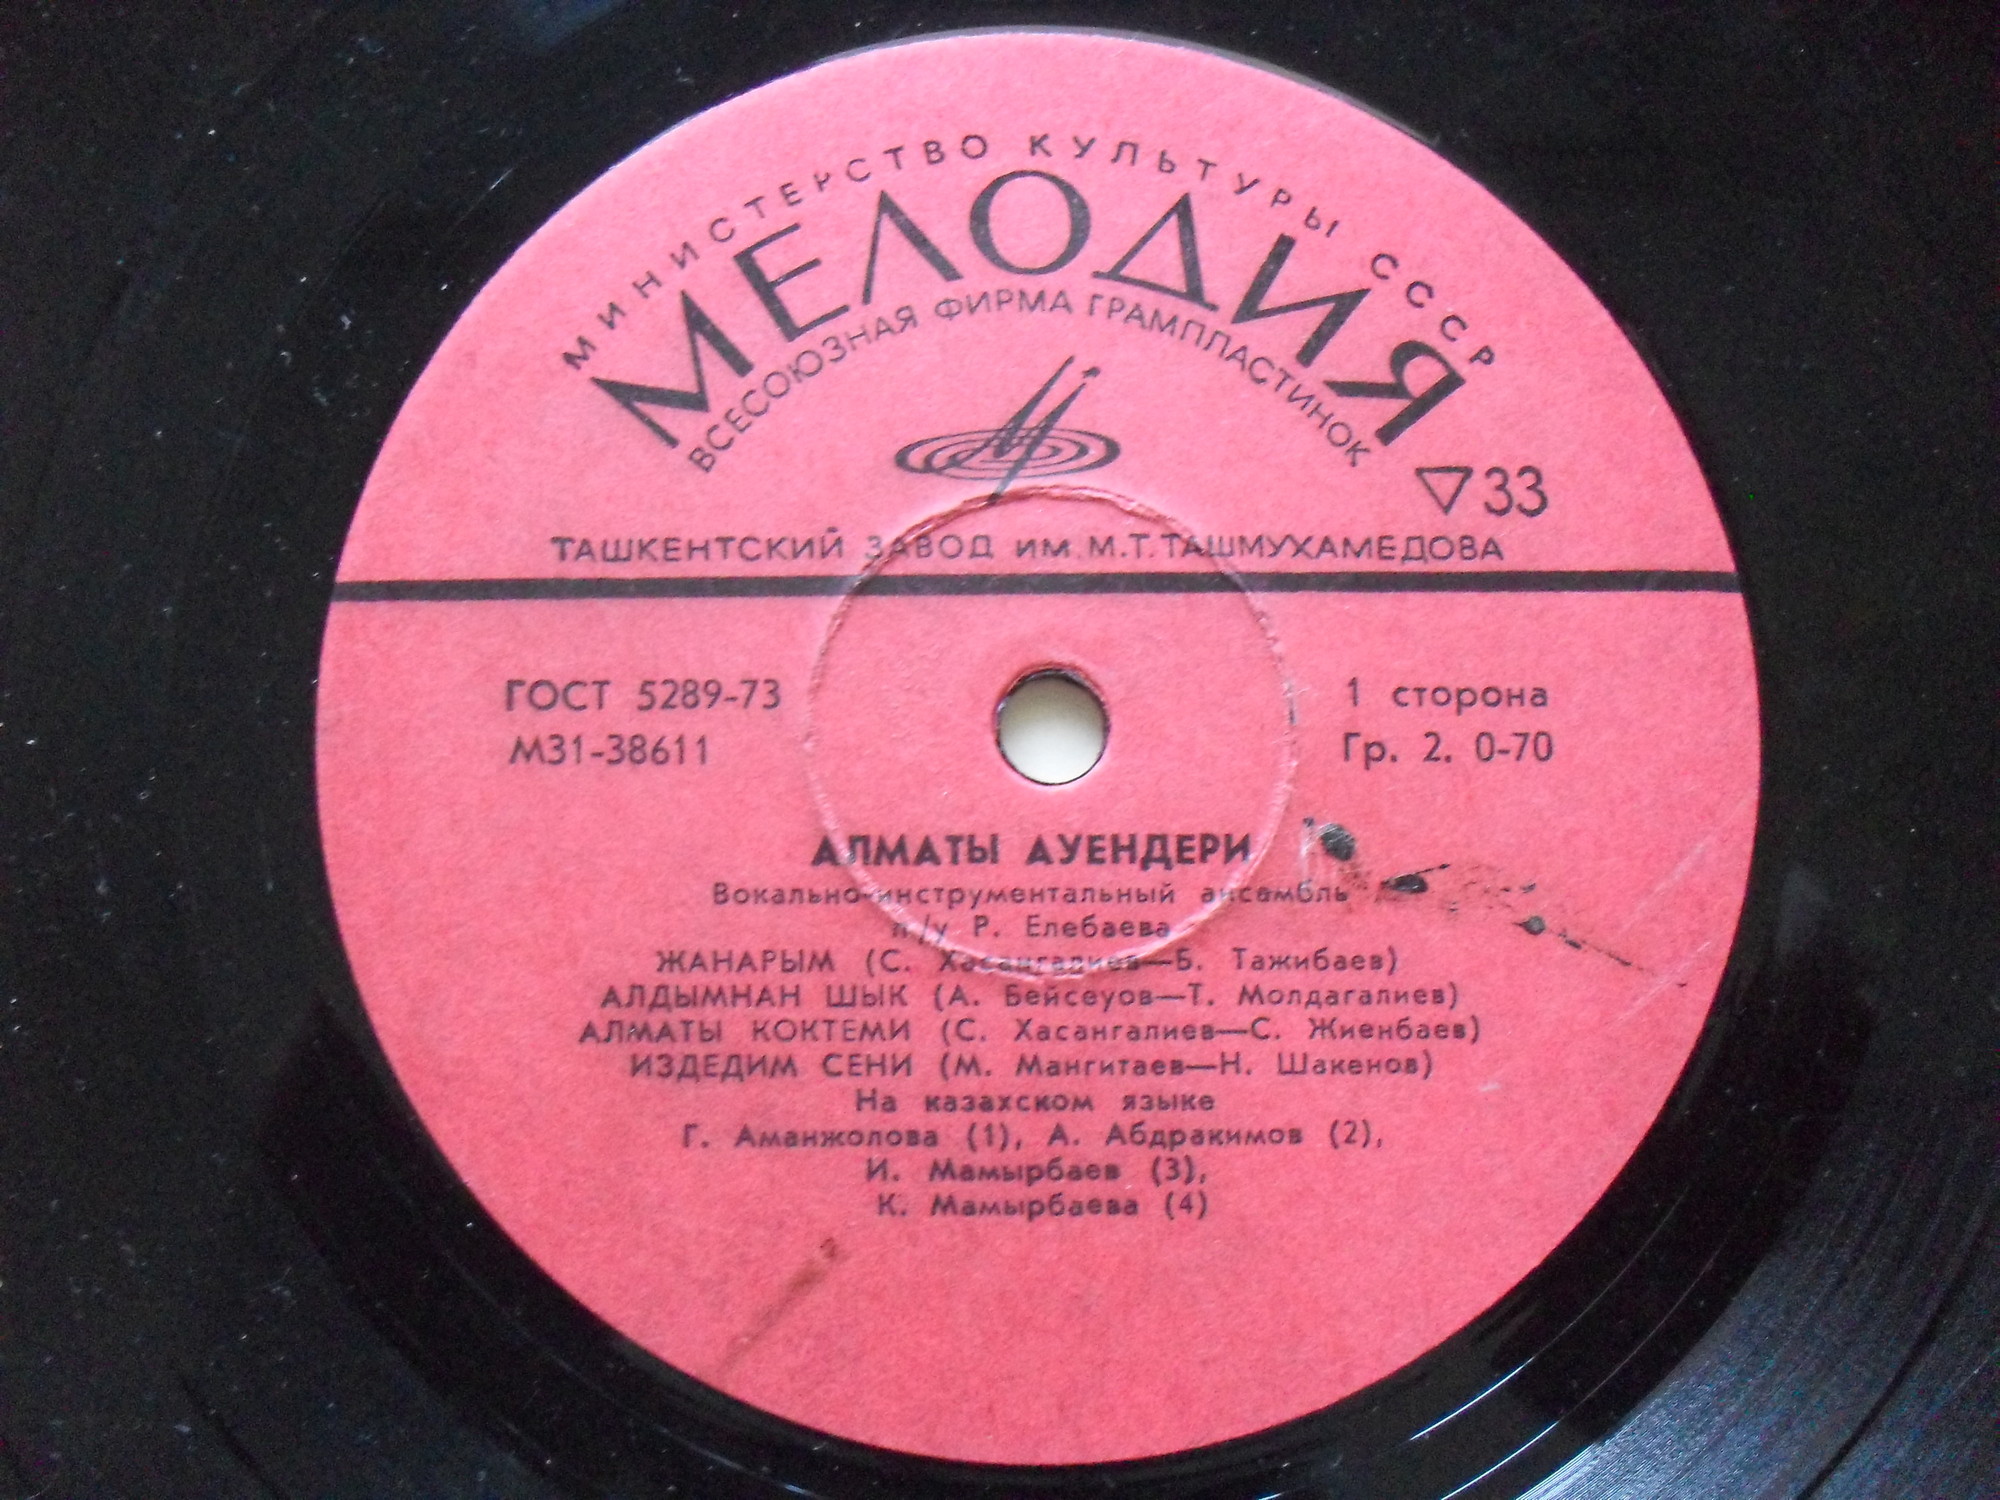 МИНИСТЕРСТВО КУЛЬТУРЫ СССР
МЕЛОДИЯ
ВСЕСОЮЗНАЯ ФИРМА ГРАМПЛАСТИНОК
33
ТАШКЕНТСКИЙ ЗАВОД ИМ. М.Т.ТАШМУХАМЕДОВА
ГОСТ 5289-73
М31-38611
1 сторона
Гр. 2. 0-70
АЛМАТЫ АУЕНДЕРИ
Вокально-инструментальный ансамбль
п/у Р. Елебаева
ЖАНАРЫМ (С. Хасангалиев—Б. Тажибаев)
АЛДЫМНАН ШЫК (А. Бейсеуов—Т. Молдагалиев)
АЛМАТЫ КОКТЕМИ (С. Хасангалиев—С. Жиенбаев)
ИЗДЕДИМ СЕНИ (М. Мангитаев—Н. Шакенов)
На казахском языке
Г. Аманжолова (1), А. Абдракимов (2),
И. Мамырбаев (3),
К. Мамырбаева (4)